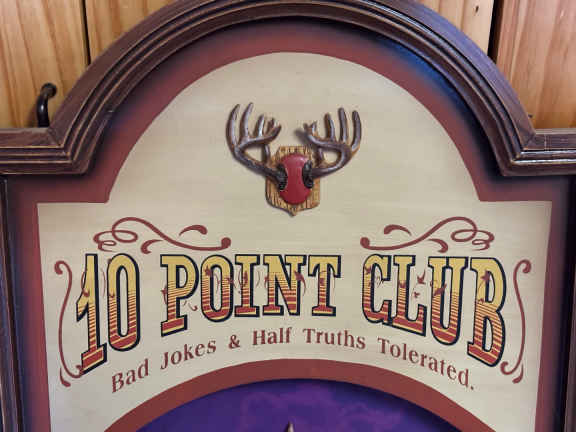 10 POINT CLUB
Bad Jokes & Half Truths Tolerated.